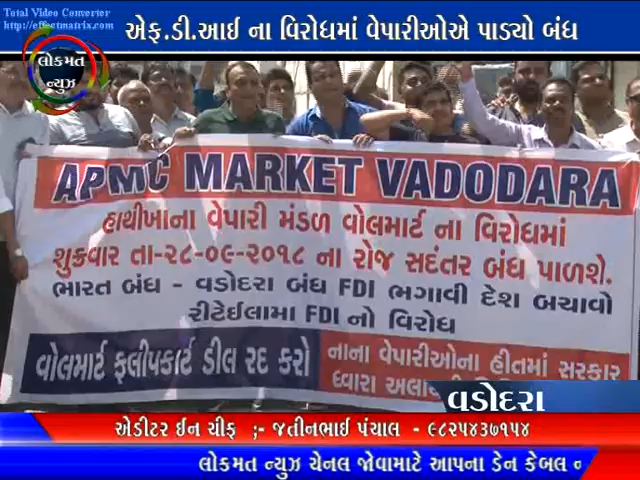 Total Video Converter
http://effectmatrix.com
એફ.ડી.આઈ ના વિરોધમાં વેપારીઓએ પાડ્યો બંધ
લોકમત
ન્યુઝ
APMC MARKET VADODARA
હાથીખાના વેપારી મંડળ વોલમાર્ટ ના વિરોધમાં
શુક્રવાર તા-૨૮-૦૯-૨૦૧૮ ના રોજ સદંતર બંધ પાળશે.
ભારત બંધ - વડોદરા બંધ FDI ભગાવી દેશ બચાવો
રીટેઈલામા FDI નો વિરોધ
વોલમાર્ટ ફ્લીપકાર્ટ ડીલ રદ કરો
નાના વેપારીઓના હીતમાં સરકાર
ધ્વારા
વડોદરા
એડીટર ઈન ચીફ ;- જતીનભાઈ પંચાલ - ૯૮૨૫૪૩૭૧૫૪
લોકમત ન્યુઝ ચેનલ જોવામાટે આપના ડેન કેબલ